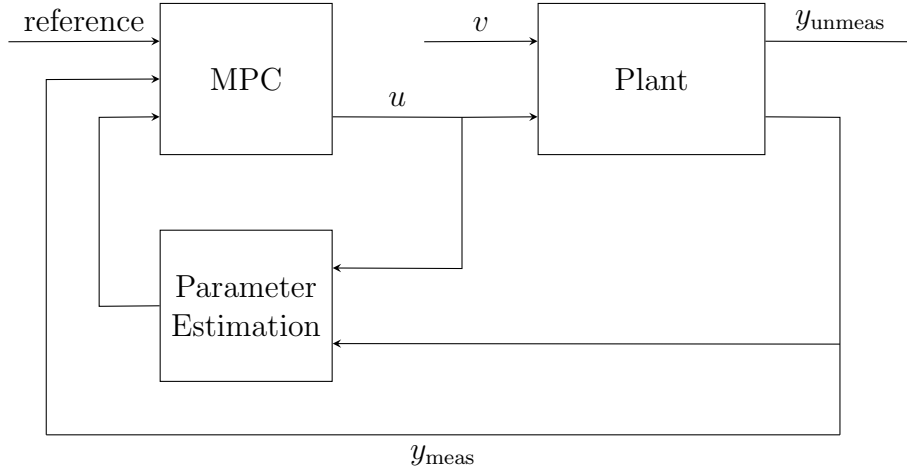 reference
v
y_unmeas
MPC
Plant
u
Parameter
Estimation
y_meas